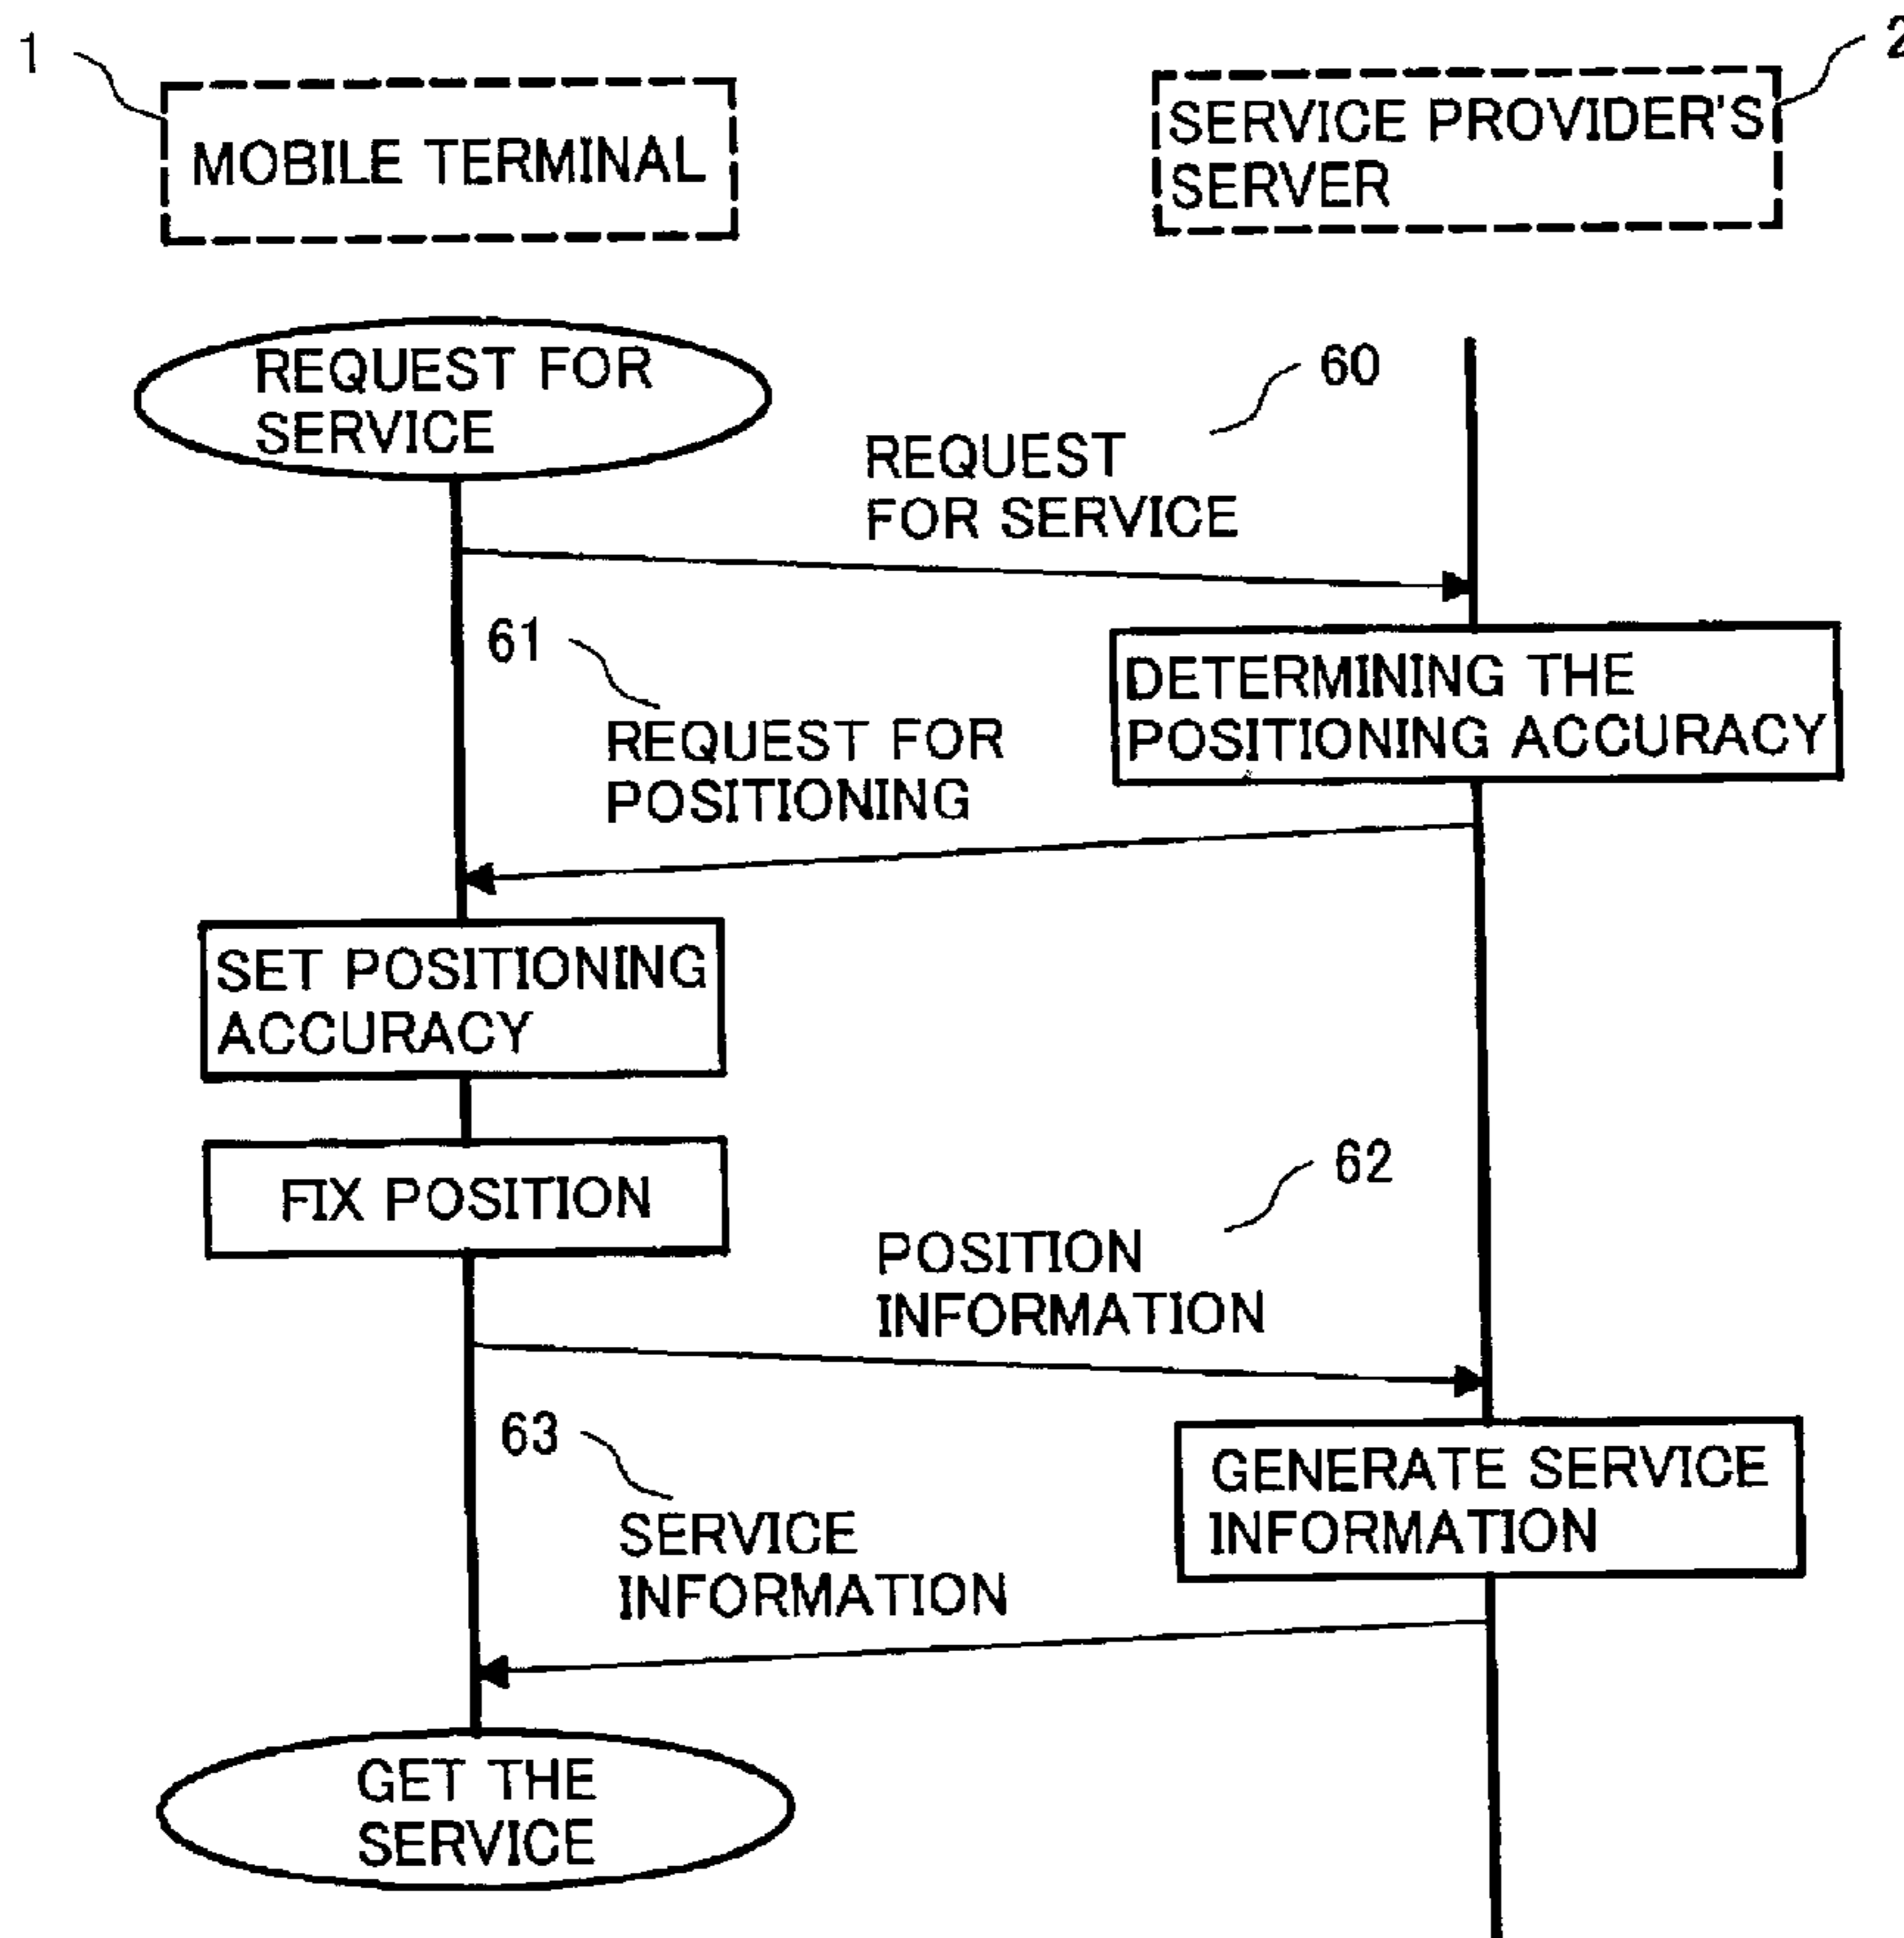 1
MOBILE TERMINAL
2
SERVICE PROVIDER'S
SERVER
REQUEST FOR
SERVICE
60
REQUEST
FOR SERVICE
61
REQUEST FOR
POSITIONING
DETERMINING THE
POSITIONING ACCURACY
SET POSITIONING
ACCURACY
FIX POSITION
62
POSITION
INFORMATION
63
SERVICE
INFORMATION
GENERATE SERVICE
INFORMATION
GET THE
SERVICE